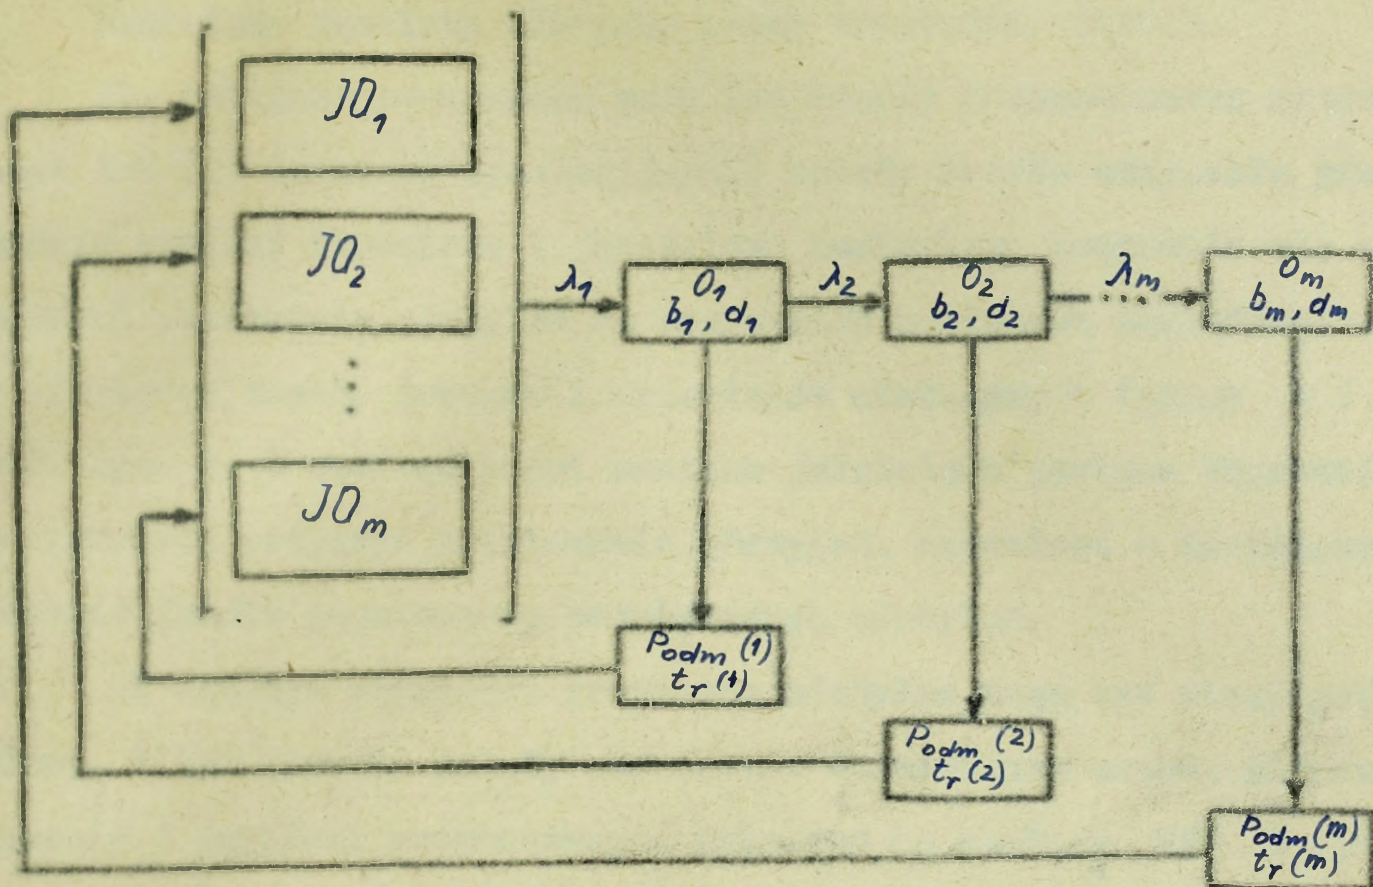 JO₁
JO₂
⋮
JOₘ
λ₁
O₁
b₁, d₁
λ₂
O₂
b₂, d₂
λₘ
...
Oₘ
bₘ, dₘ
Podm (1)
tᵣ (1)
Podm (2)
tᵣ (2)
Podm (m)
tᵣ (m)